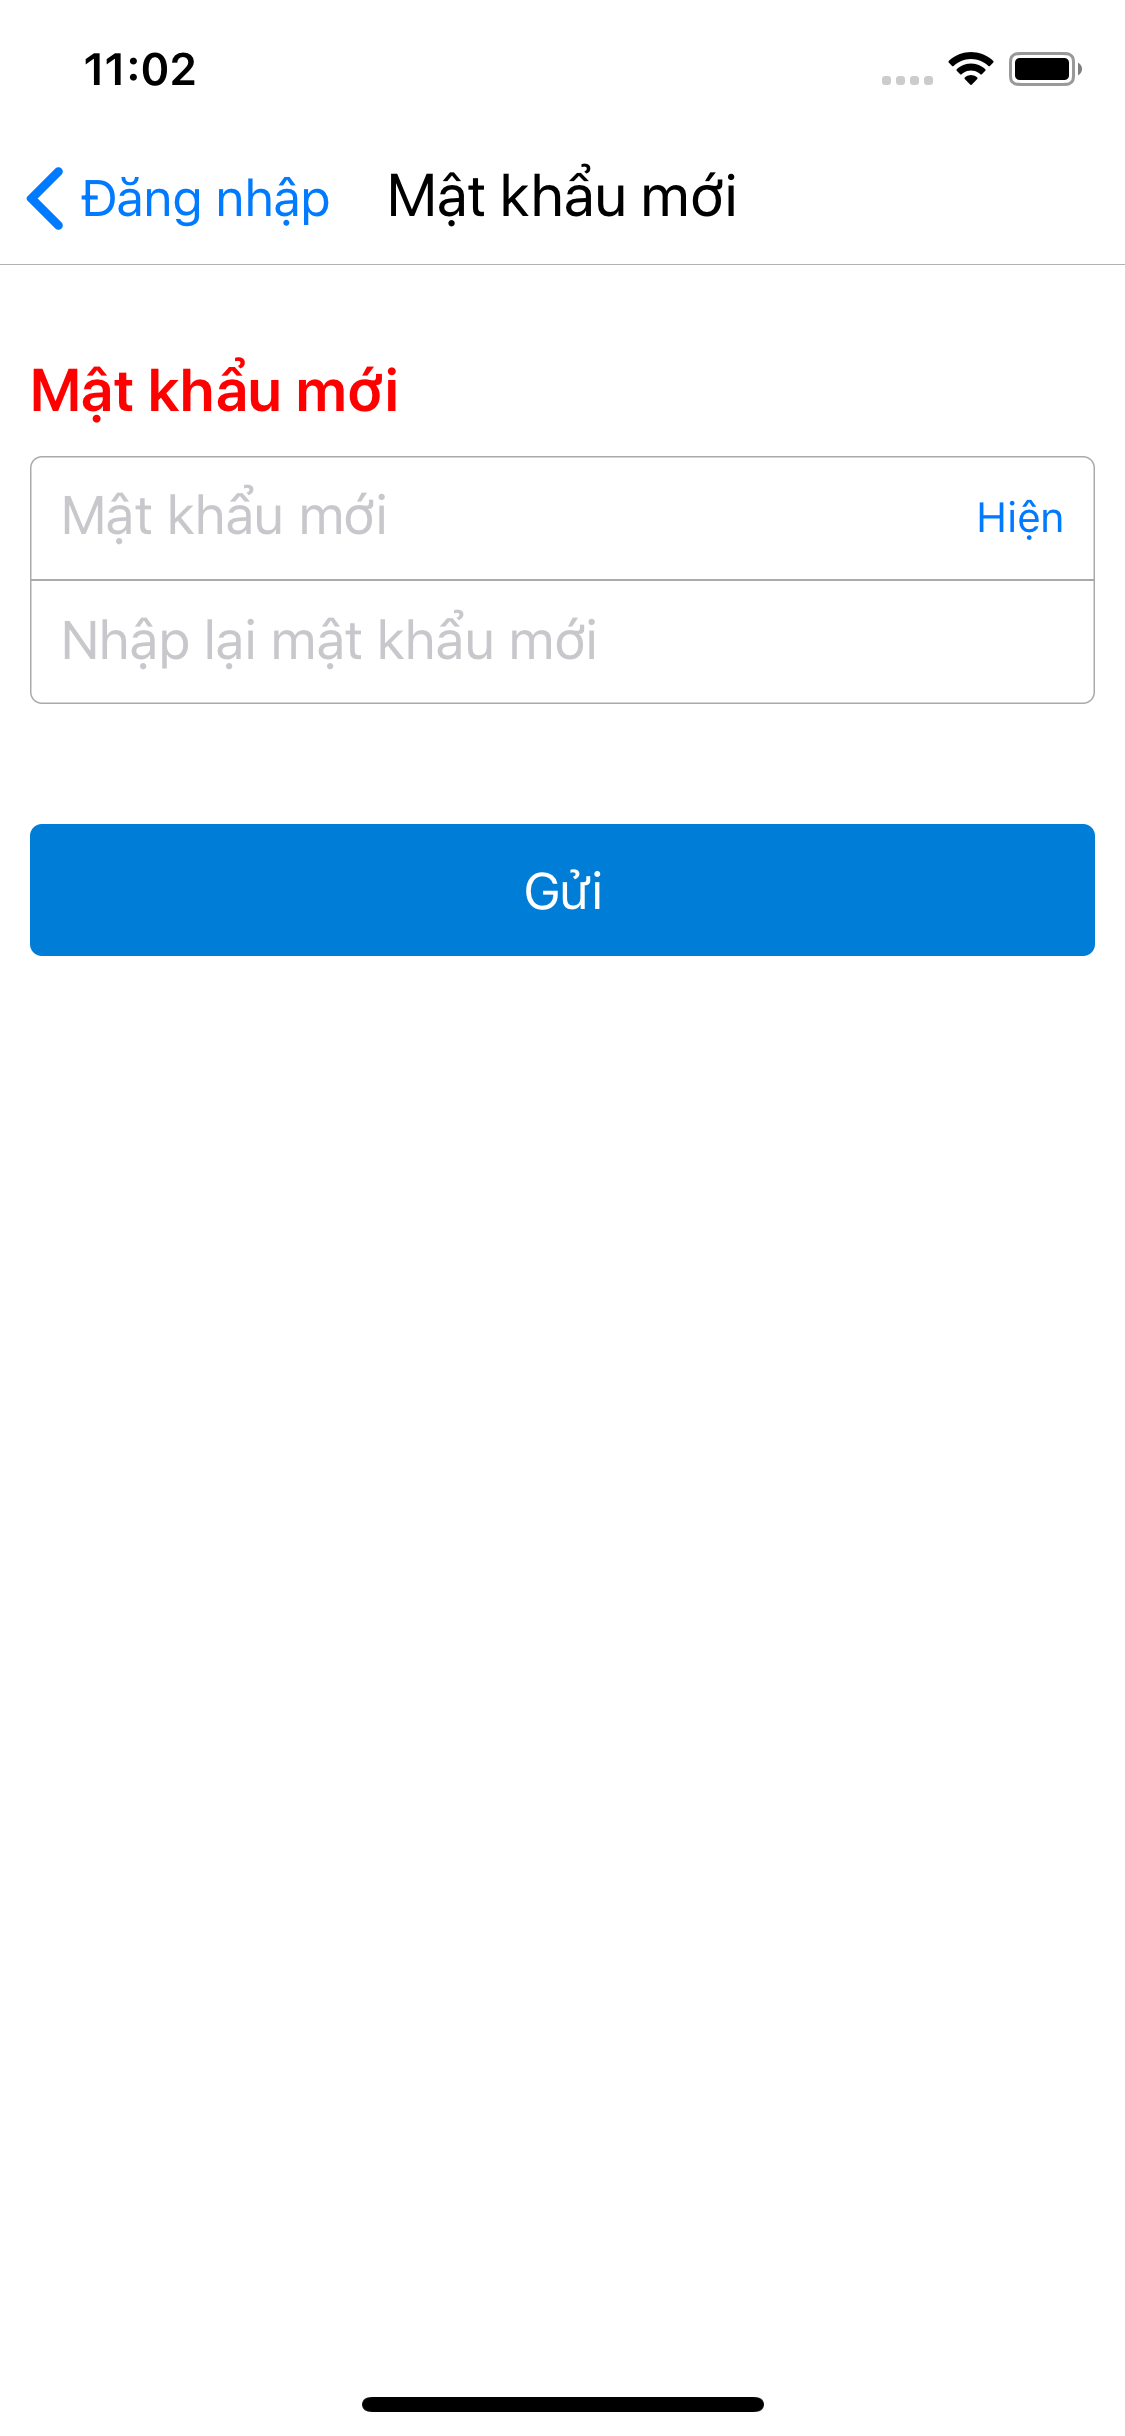 11:02
Đăng nhập Mật khẩu mới
Mật khẩu mới
Mật khẩu mới Hiện
Nhập lại mật khẩu mới
Gửi